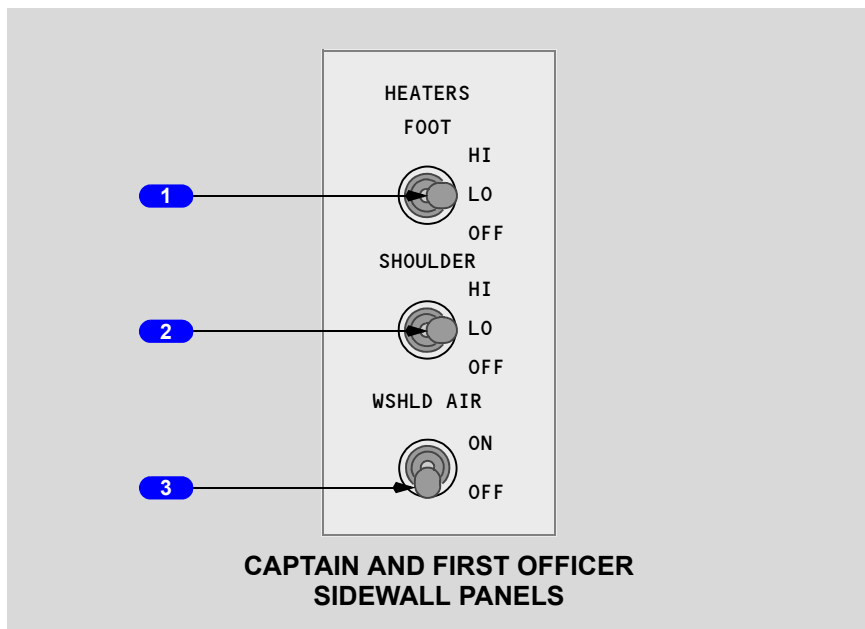 HEATERS
FOOT
HI
1
LO
OFF
SHOULDER
HI
2
LO
OFF
WSHLD AIR
ON
3
OFF
CAPTAIN AND FIRST OFFICER
SIDEWALL PANELS